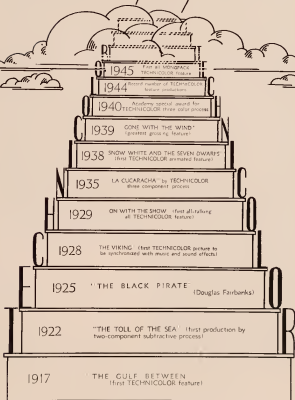 1945 First all MONOPACK
TECHNICOLOR feature
1944 Record number of TECHNICOLOR
feature productions
1940 Academy special award for
TECHNICOLOR three color process
1939 GONE WITH THE WIND"
(greatest grossing feature)
1938 SNOW WHITE AND THE SEVEN DWARFS
(first TECHNICOLOR animated feature)
1935 LA CUCARACHA" by TECHNICOLOR
three component process
1929 ON WITH THE SHOW (first all-talking
all TECHNICOLOR feature)
1928 THE VIKING (first TECHNICOLOR picture to
be synchronized with music and sound effects)
1925 "THE BLACK PIRATE
(Douglas Fairbanks)
1922 "THE TOLL OF THE SEA (first production by
two-component subtractive process)
1917 THE GULF BETWEEN
(first TECHNICOLOR feature)